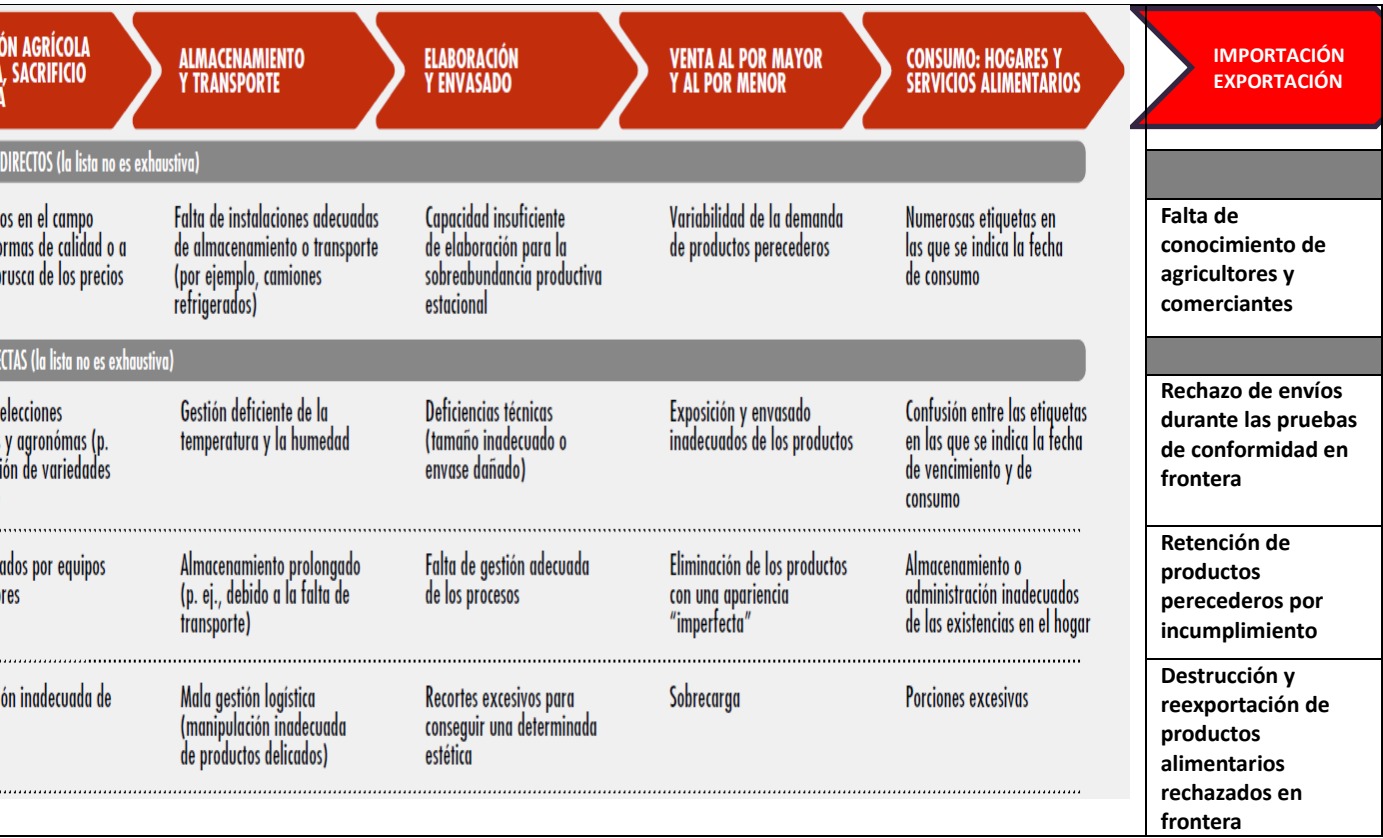 ÓN AGRÍCOLA
, SACRIFICIO
ALMACENAMIENTO
Y TRANSPORTE
ELABORACIÓN
Y ENVASADO
VENTA AL POR MAYOR
Y AL POR MENOR
CONSUMO: HOGARES Y
SERVICIOS ALIMENTARIOS
IMPORTACIÓN
EXPORTACIÓN
DIRECTOS (la lista no es exhaustiva)
os en el campo
ormas de calidad o a
brusca de los precios
Falta de instalaciones adecuadas
de almacenamiento o transporte
(por ejemplo, camiones
refrigerados)
Capacidad insuficiente
de elaboración para la
sobreabundancia productiva
estacional
Variabilidad de la demanda
de productos perecederos
Numerosas etiquetas en
las que se indica la fecha
de consumo
Falta de
conocimiento de
agricultores y
comerciantes
ECTAS (la lista no es exhaustiva)
elecciones
y agronómas (p.
ión de variedades
Gestión deficiente de la
temperatura y la humedad
Deficiencias técnicas
(tamaño inadecuado o
envase dañado)
Exposición y envasado
inadecuados de los productos
Confusión entre las etiquetas
en las que se indica la fecha
de vencimiento y de
consumo
Rechazo de envíos
durante las pruebas
de conformidad en
frontera
ados por equipos
ores
Almacenamiento prolongado
(p. ej., debido a la falta de
transporte)
Falta de gestión adecuada
de los procesos
Eliminación de los productos
con una apariencia
“imperfecta”
Almacenamiento o
administración inadecuados
de las existencias en el hogar
Retención de
productos
perecederos por
incumplimiento
ón inadecuada de
Mala gestión logística
(manipulación inadecuada
de productos delicados)
Recortes excesivos para
conseguir una determinada
estética
Sobrecarga
Porciones excesivas
Destrucción y
reexportación de
productos
alimentarios
rechazados en
frontera